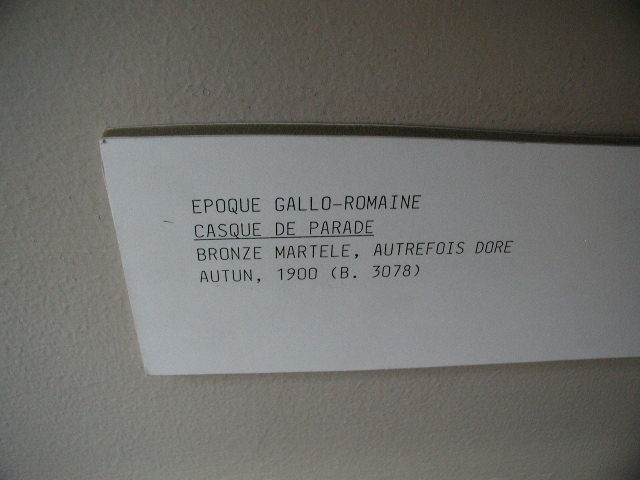 EPOQUE GALLO-ROMAINE
CASQUE DE PARADE
BRONZE MARTELE, AUTREFOIS DORE
AUTUN, 1900 (B. 3078)